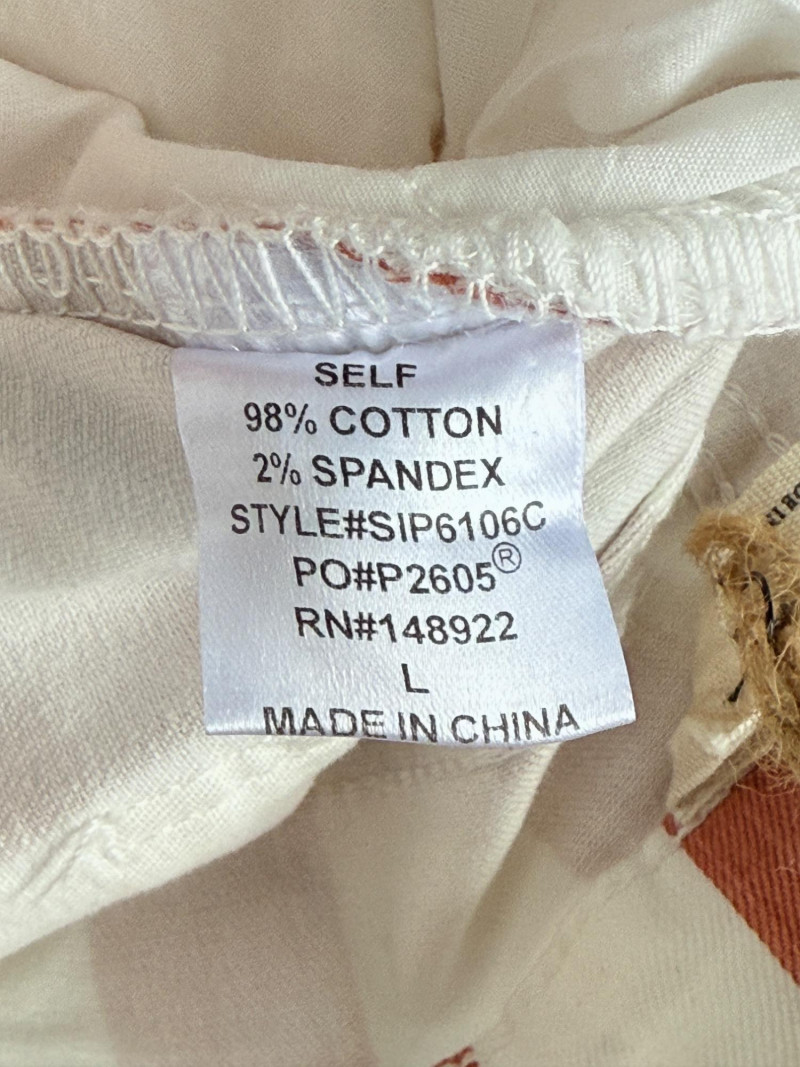 SELF
98% COTTON
2% SPANDEX
STYLE#SIP6106C
PO#P2605®
RN#148922
L
MADE IN CHINA